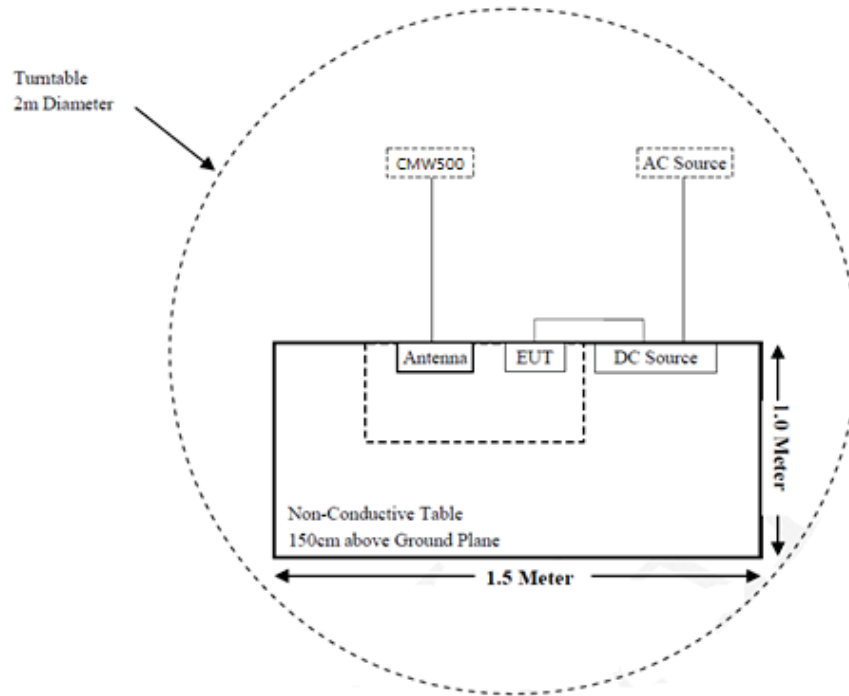 Turntable
2m Diameter
CMW500
AC Source
Antenna
EUT
DC Source
1.0 Meter
Non-Conductive Table
150cm above Ground Plane
1.5 Meter